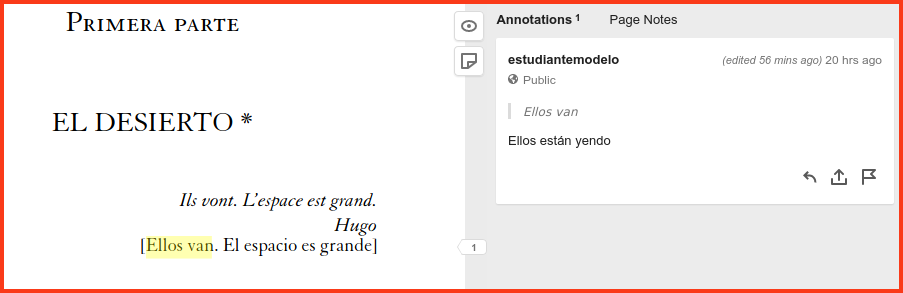 Primera parte
EL DESIERTO *
Ils vont. L'espace est grand.
Hugo
[Ellos van. El espacio es grande]
1
Annotations 1
Page Notes
estudiantemodelo
(edited 56 mins ago) 20 hrs ago
Public
Ellos van
Ellos están yendo